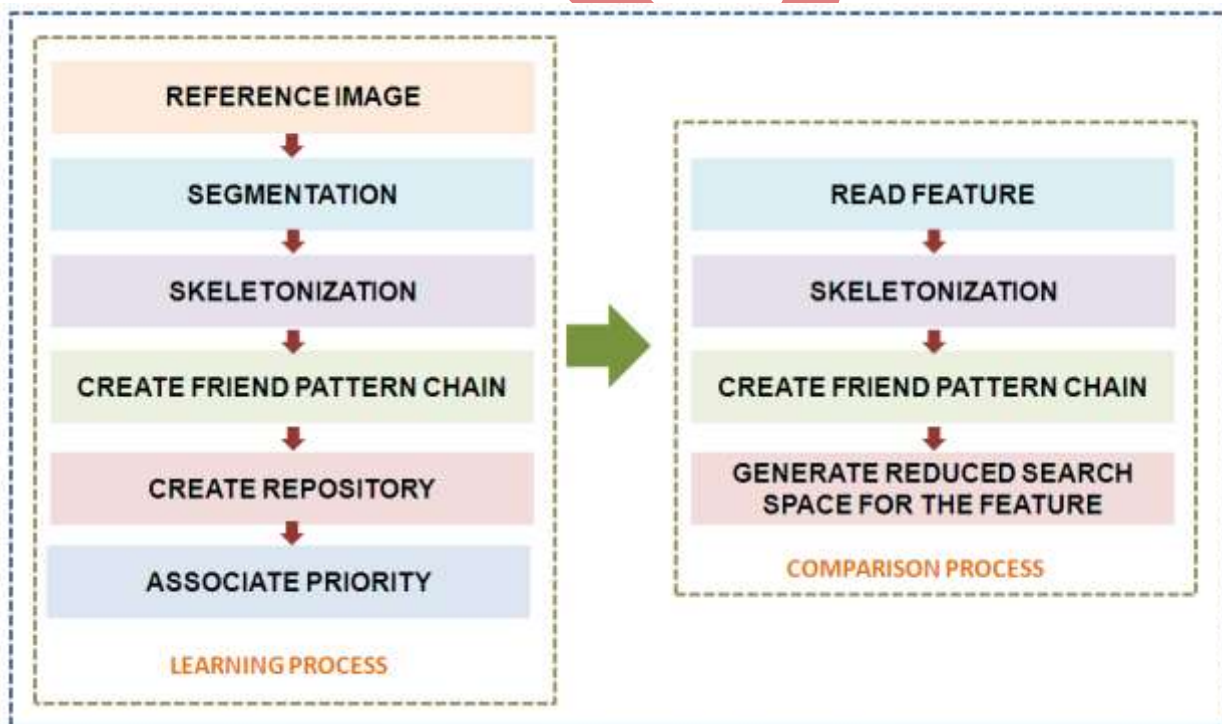 REFERENCE IMAGE
SEGMENTATION
SKELETONIZATION
CREATE FRIEND PATTERN CHAIN
CREATE REPOSITORY
ASSOCIATE PRIORITY
LEARNING PROCESS
READ FEATURE
SKELETONIZATION
CREATE FRIEND PATTERN CHAIN
GENERATE REDUCED SEARCH
SPACE FOR THE FEATURE
COMPARISON PROCESS